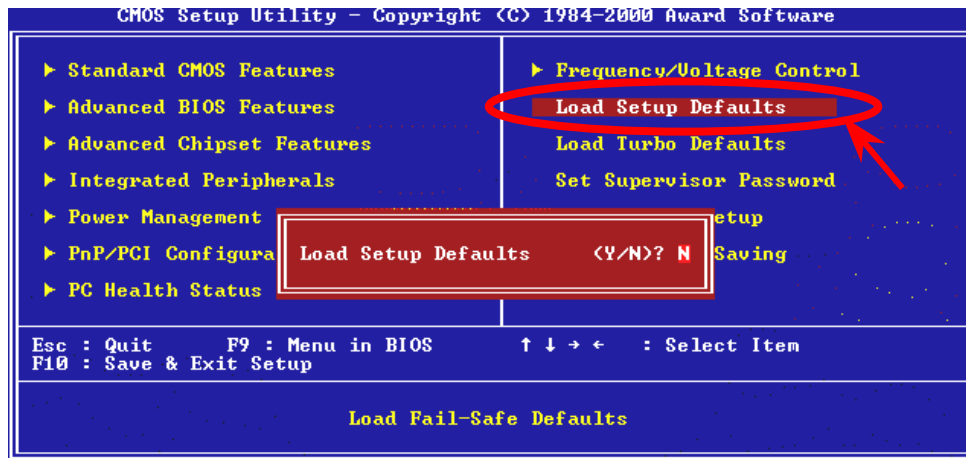 CMOS Setup Utility - Copyright (C) 1984-2000 Award Software
Standard CMOS Features
Advanced BIOS Features
Advanced Chipset Features
Integrated Peripherals
Power Management
PnP/PCI Configura
PC Health Status
Frequency/Voltage Control
Load Setup Defaults
Load Turbo Defaults
Set Supervisor Password
etup
Saving
Load Setup Defaults (Y/N)? N
Esc : Quit F9 : Menu in BIOS ↑ ↓ → ← : Select Item
F10 : Save & Exit Setup
Load Fail-Safe Defaults